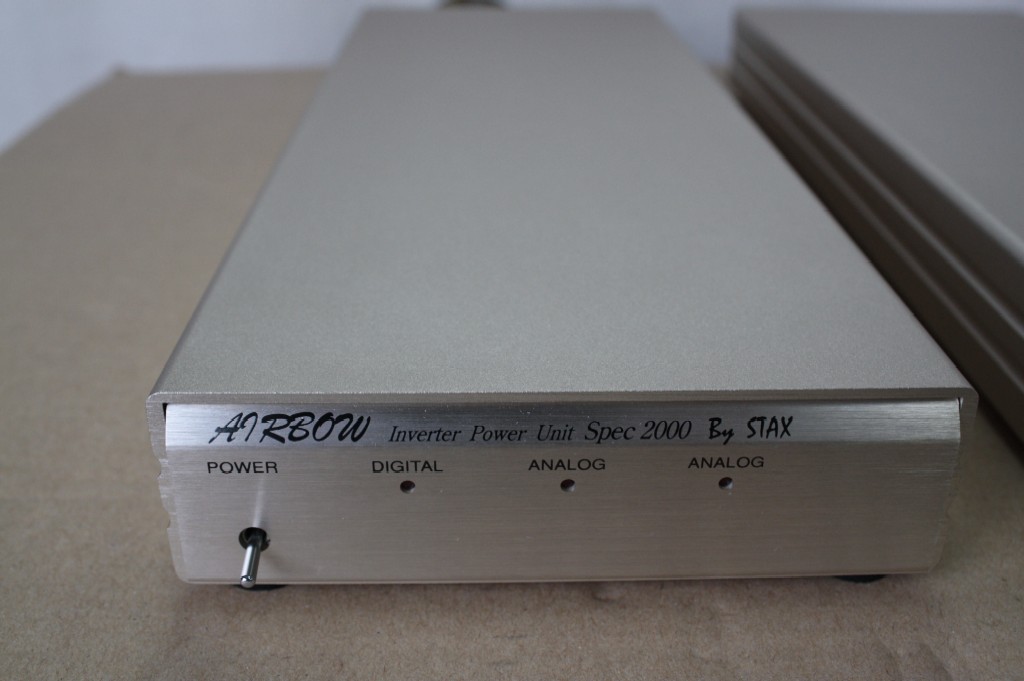 AIRBOW Inverter Power Unit Spec 2000 By STAX
POWER DIGITAL ANALOG ANALOG